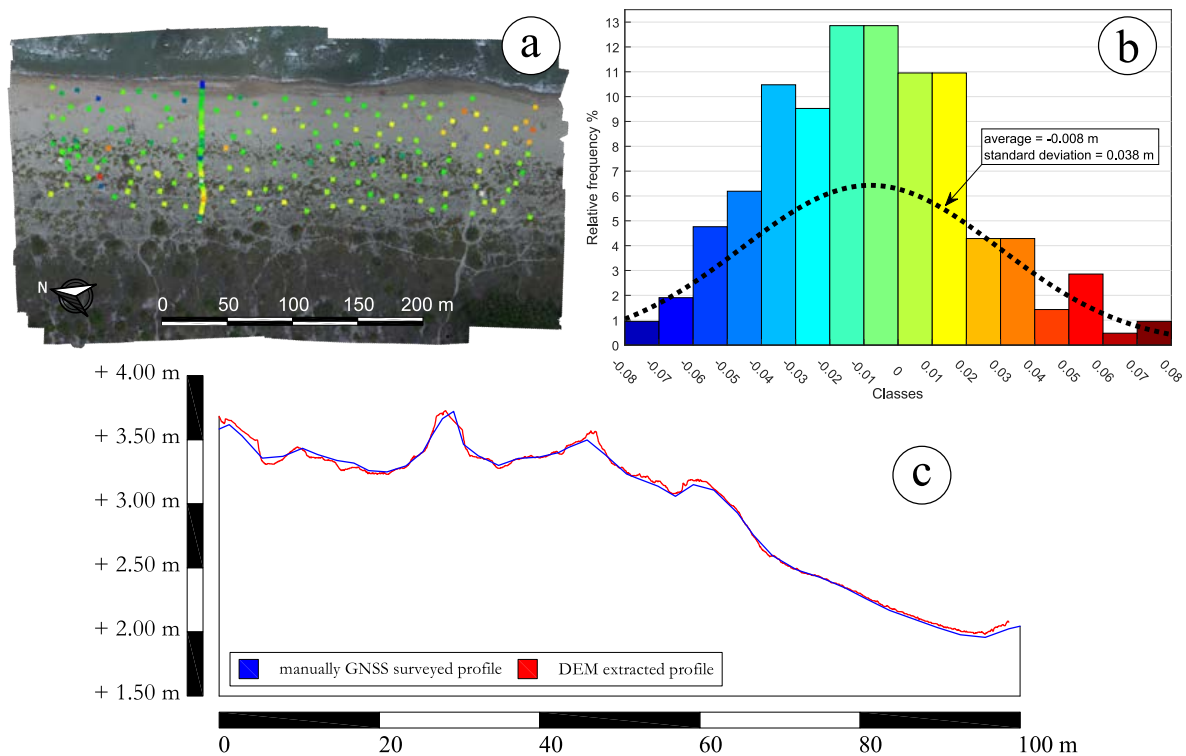 a
N
0 50 100 150 200 m
b
Relative frequency %
13
12
11
10
9
8
7
6
5
4
3
2
1
0
average = -0.008 m
standard deviation = 0.038 m
-0.08 -0.07 -0.06 -0.05 -0.04 -0.03 -0.02 -0.01 0 0.01 0.02 0.03 0.04 0.05 0.06 0.08
Classes
c
+ 4.00 m
+ 3.50 m
+ 3.00 m
+ 2.50 m
+ 2.00 m
+ 1.50 m
manually GNSS surveyed profile DEM extracted profile
0 20 40 60 80 100 m